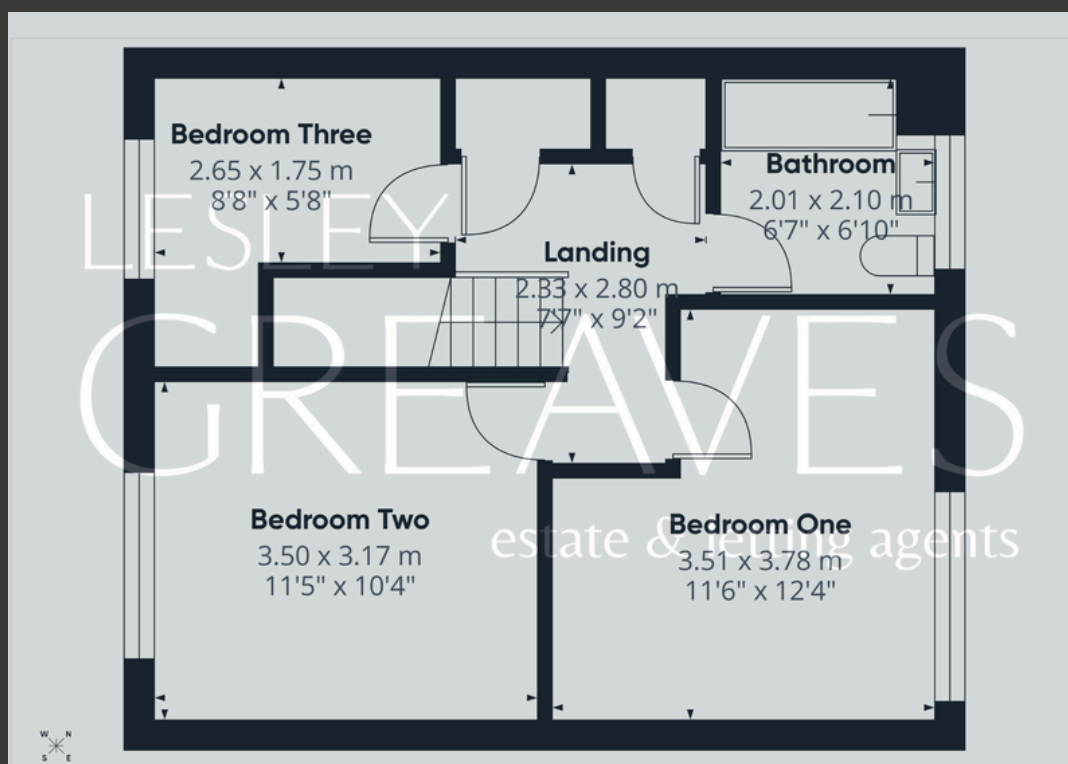 Bedroom Three
2.65 x 1.75 m
8'8" x 5'8"
Bathroom
2.01 x 2.10 m
6'7" x 6'10"
LESLEY
Landing
2.33 x 2.80 m
7'7" x 9'2"
GREAVES
Bedroom Two
3.50 x 3.17 m
11'5" x 10'4"
Bedroom One
3.51 x 3.78 m
11'6" x 12'4"
estate & letting agents
W N
S E